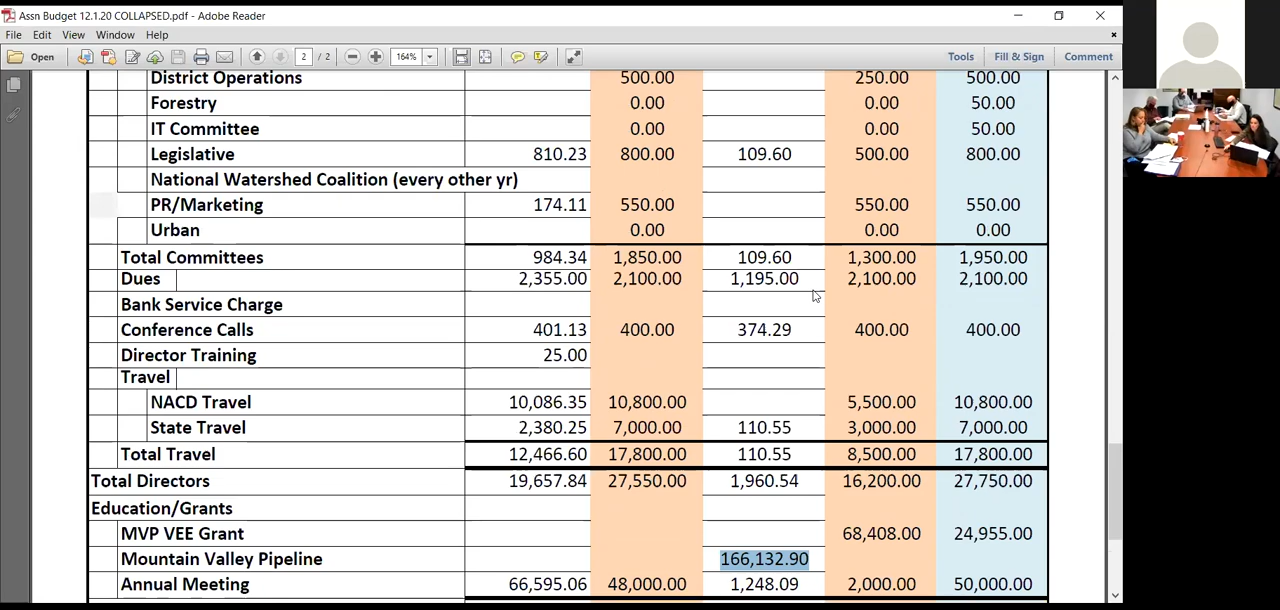 Assn Budget 12.1.20 COLLAPSED.pdf - Adobe Reader
File Edit View Window Help
Open 2 / 2 164% Tools Fill & Sign Comment
District Operations 500.00 250.00 500.00
Forestry 0.00 0.00 50.00
IT Committee 0.00 0.00 50.00
Legislative 810.23 800.00 109.60 500.00 800.00
National Watershed Coalition (every other yr)
PR/Marketing 174.11 550.00 550.00 550.00
Urban 0.00 0.00 0.00
Total Committees 984.34 1,850.00 109.60 1,300.00 1,950.00
Dues 2,355.00 2,100.00 1,195.00 2,100.00 2,100.00
Bank Service Charge
Conference Calls 401.13 400.00 374.29 400.00 400.00
Director Training 25.00
Travel
NACD Travel 10,086.35 10,800.00 5,500.00 10,800.00
State Travel 2,380.25 7,000.00 110.55 3,000.00 7,000.00
Total Travel 12,466.60 17,800.00 110.55 8,500.00 17,800.00
Total Directors 19,657.84 27,550.00 1,960.54 16,200.00 27,750.00
Education/Grants
MVP VEE Grant 68,408.00 24,955.00
Mountain Valley Pipeline 166,132.90
Annual Meeting 66,595.06 48,000.00 1,248.09 2,000.00 50,000.00